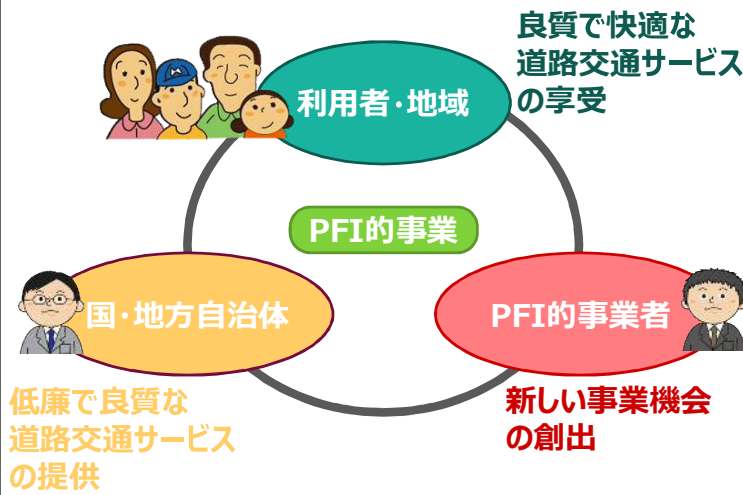 良質で快適な
道路交通サービス
の享受
利用者・地域
PFI的事業
国・地方自治体
PFI的事業者
低廉で良質な
道路交通サービス
の提供
新しい事業機会
の創出